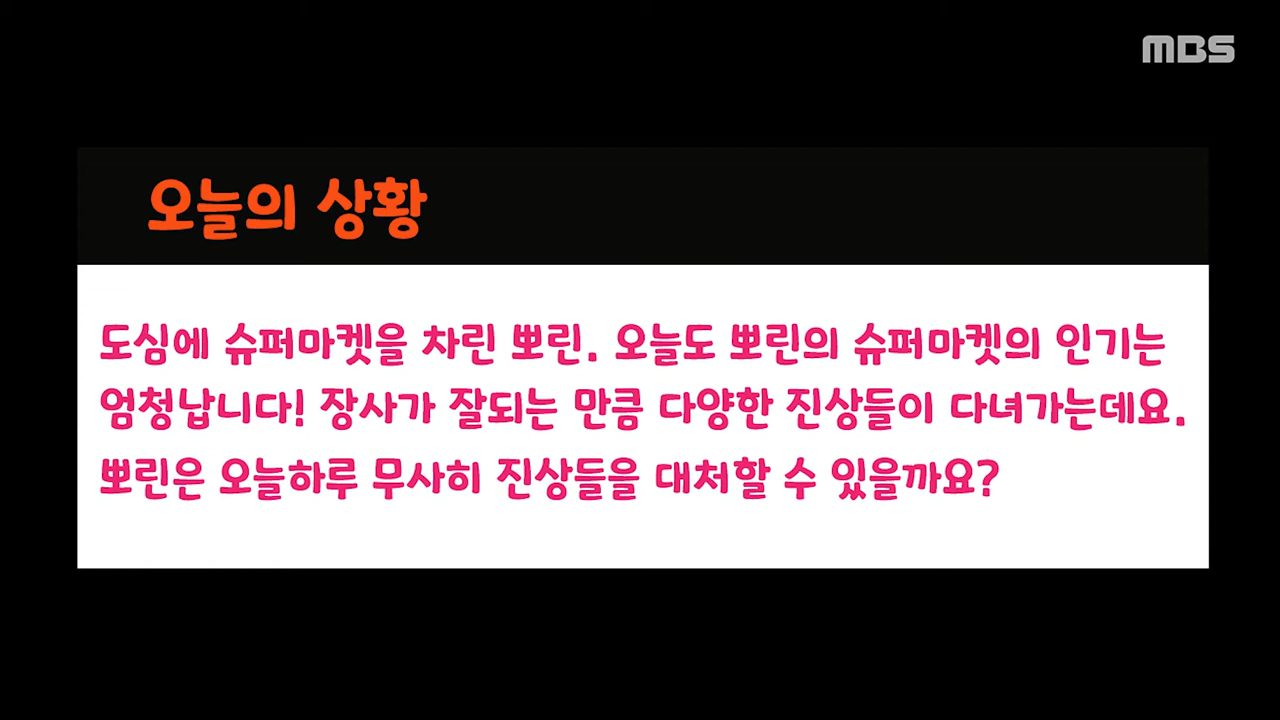 MBS
오늘의 상황
도심에 슈퍼마켓을 차린 뽀린. 오늘도 뽀린의 슈퍼마켓의 인기는
엄청납니다! 장사가 잘되는 만큼 다양한 진상들이 다녀가는데요.
뽀린은 오늘하루 무사히 진상들을 대처할 수 있을까요?